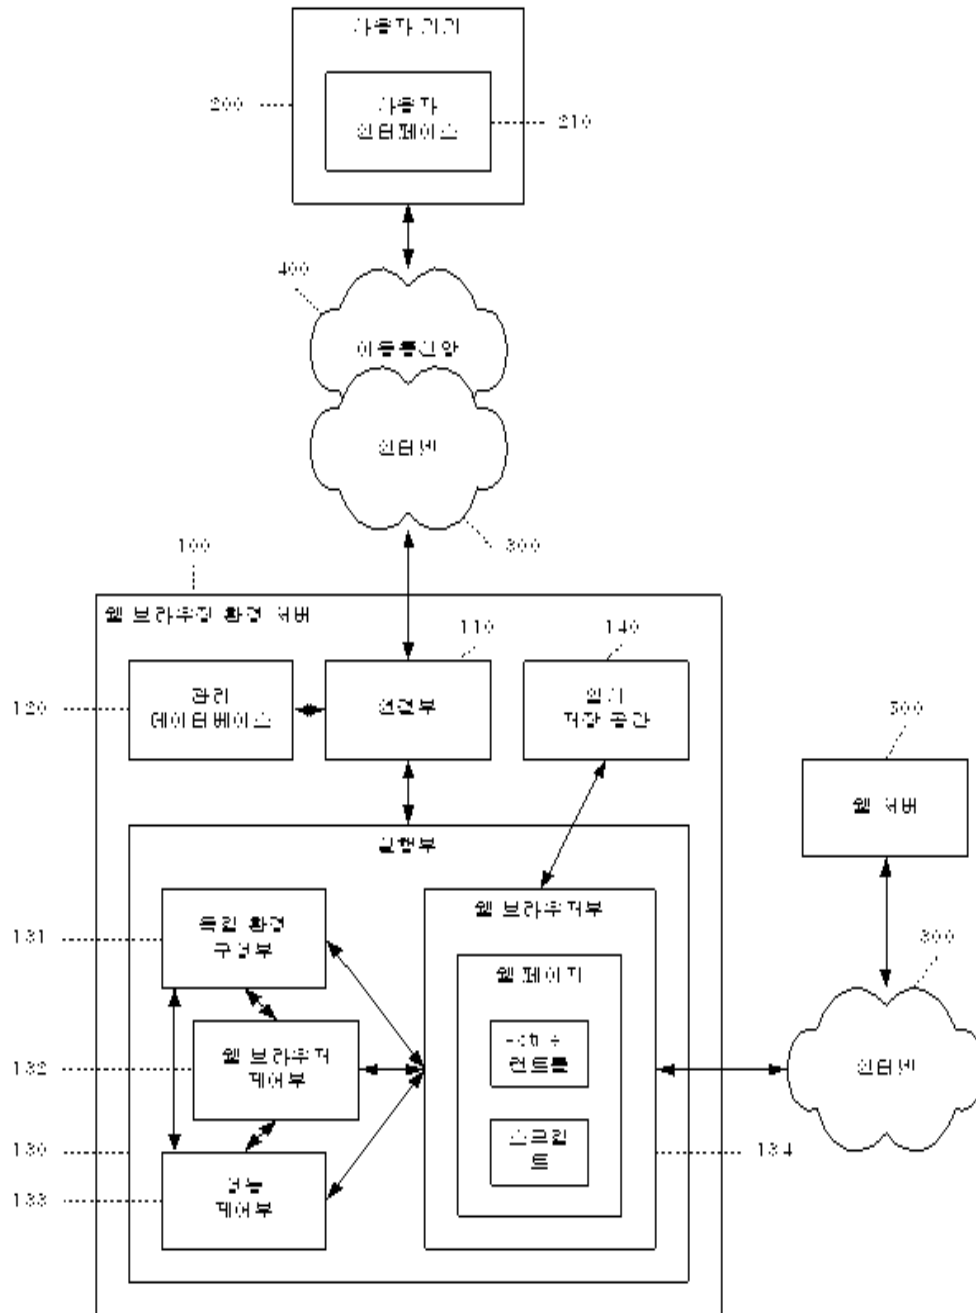 사용자 기기
200
사용자
인터페이스
210
400
이동통신망
인터넷
300
100
웹 브라우징 환경 서버
110
140
120
관리
데이터베이스
연결부
임시
저장 공간
500
웹 서버
실행부
131
독립 환경
구성부
웹 브라우저부
웹 페이지
300
132
웹 브라우저
제어부
컨트롤
인터넷
130
스크립
트
134
133
제어부